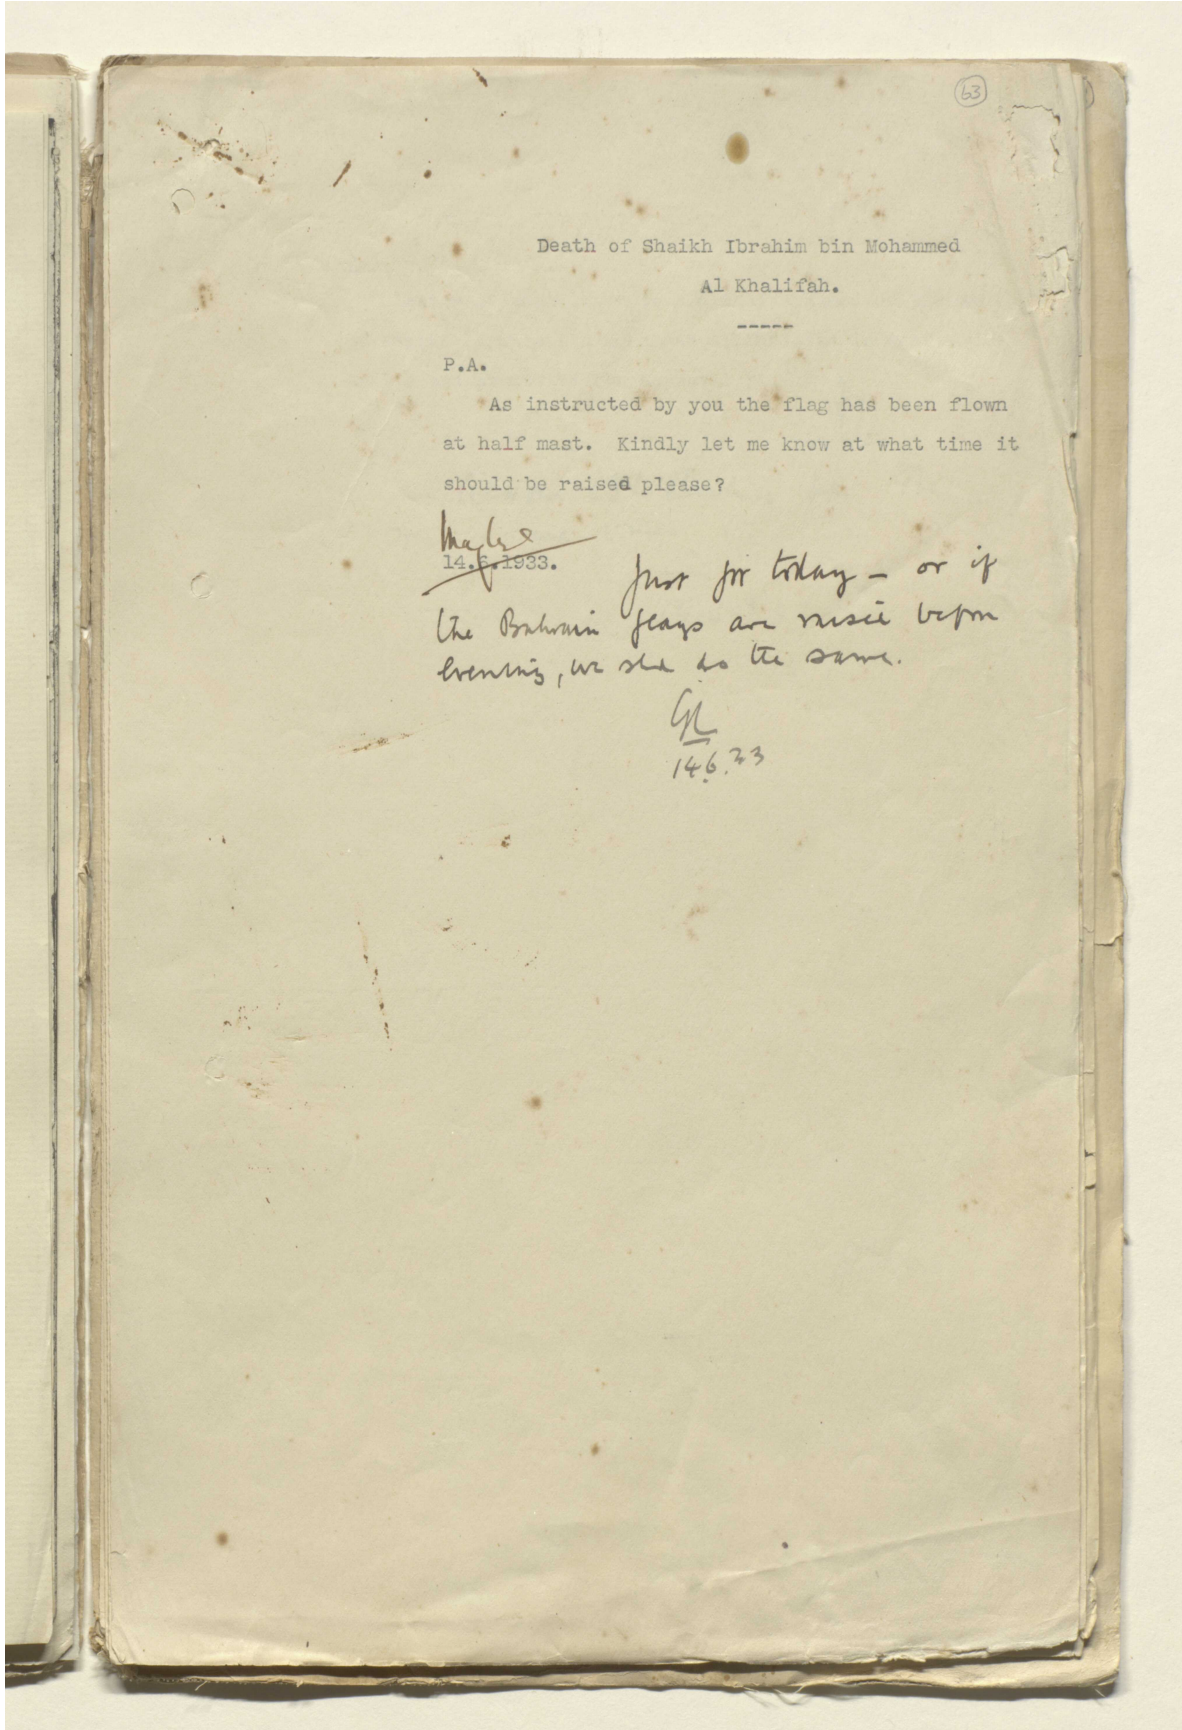 63
Death of Shaikh Ibrahim bin Mohammed
Al Khalifah.
-----
P.A.
As instructed by you the flag has been flown
at half mast. Kindly let me know at what time it
should be raised please?
14.6.1933.
Just for today – or if
the Bahrain flags are raised before
evening, we shd do the same.
14.6.33